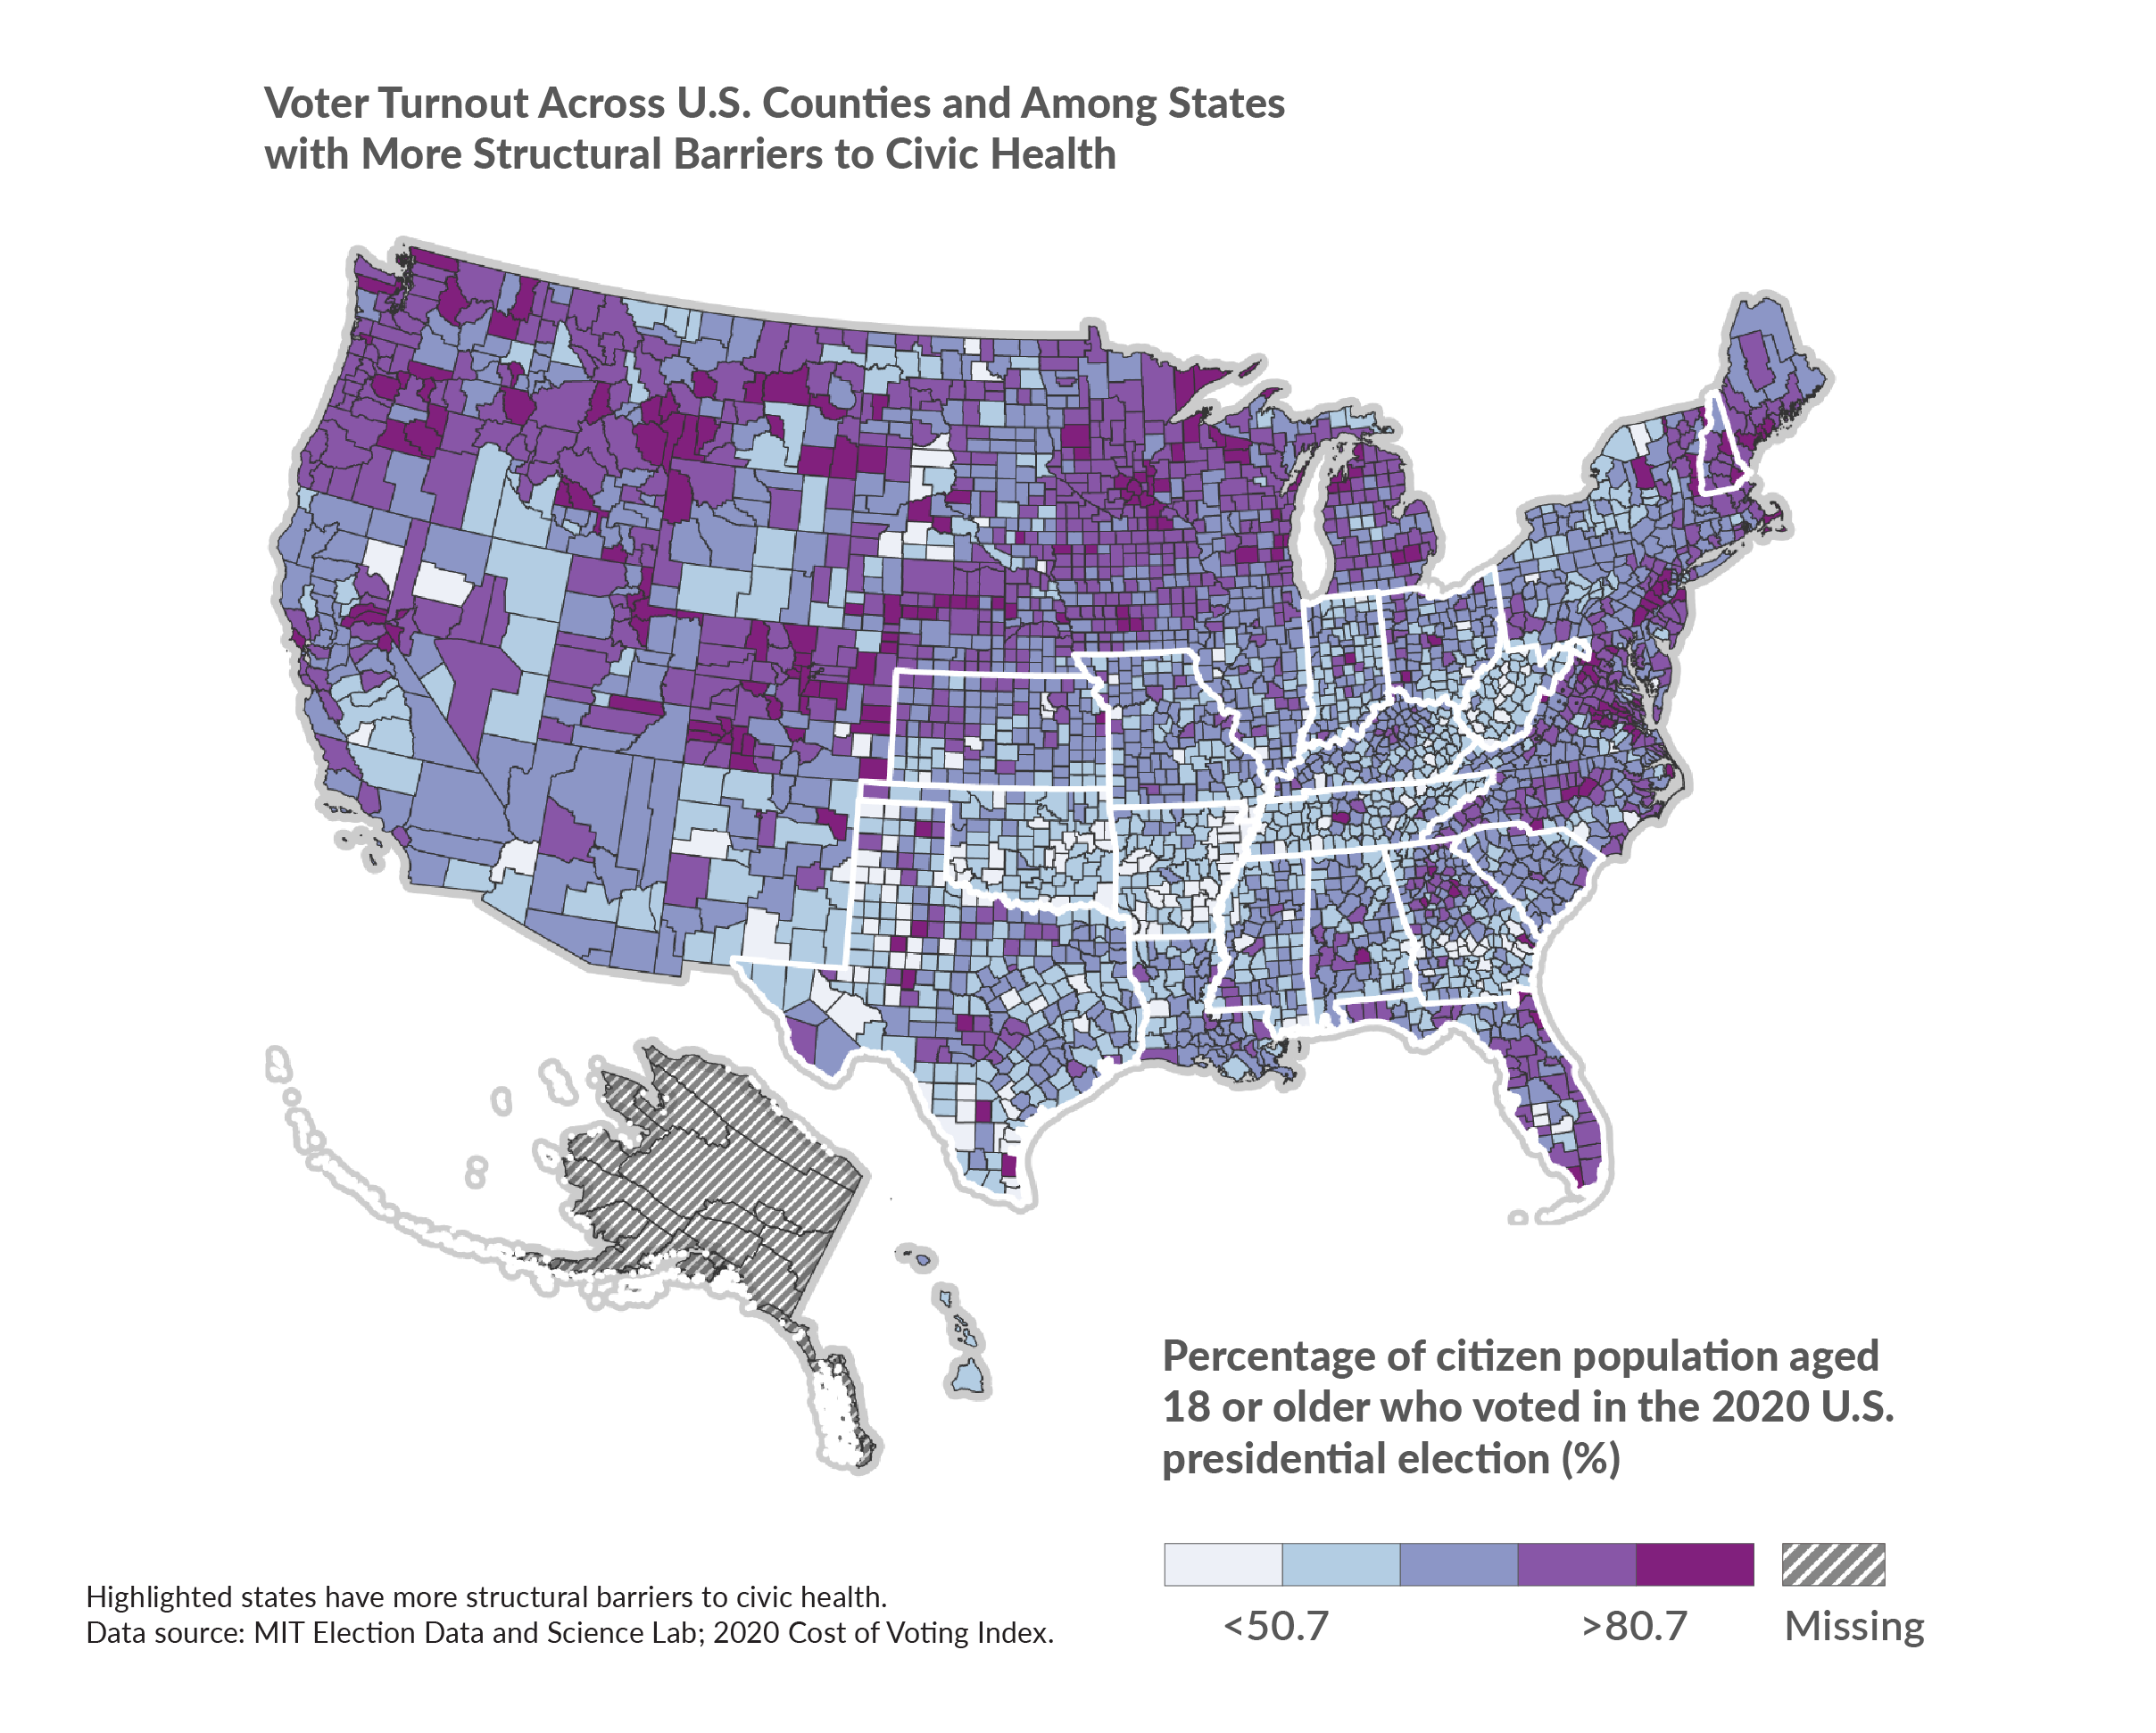 Voter Turnout Across U.S. Counties and Among States
with More Structural Barriers to Civic Health
Percentage of citizen population aged
18 or older who voted in the 2020 U.S.
presidential election (%)
<50.7
>80.7
Missing
Highlighted states have more structural barriers to civic health.
Data source: MIT Election Data and Science Lab; 2020 Cost of Voting Index.